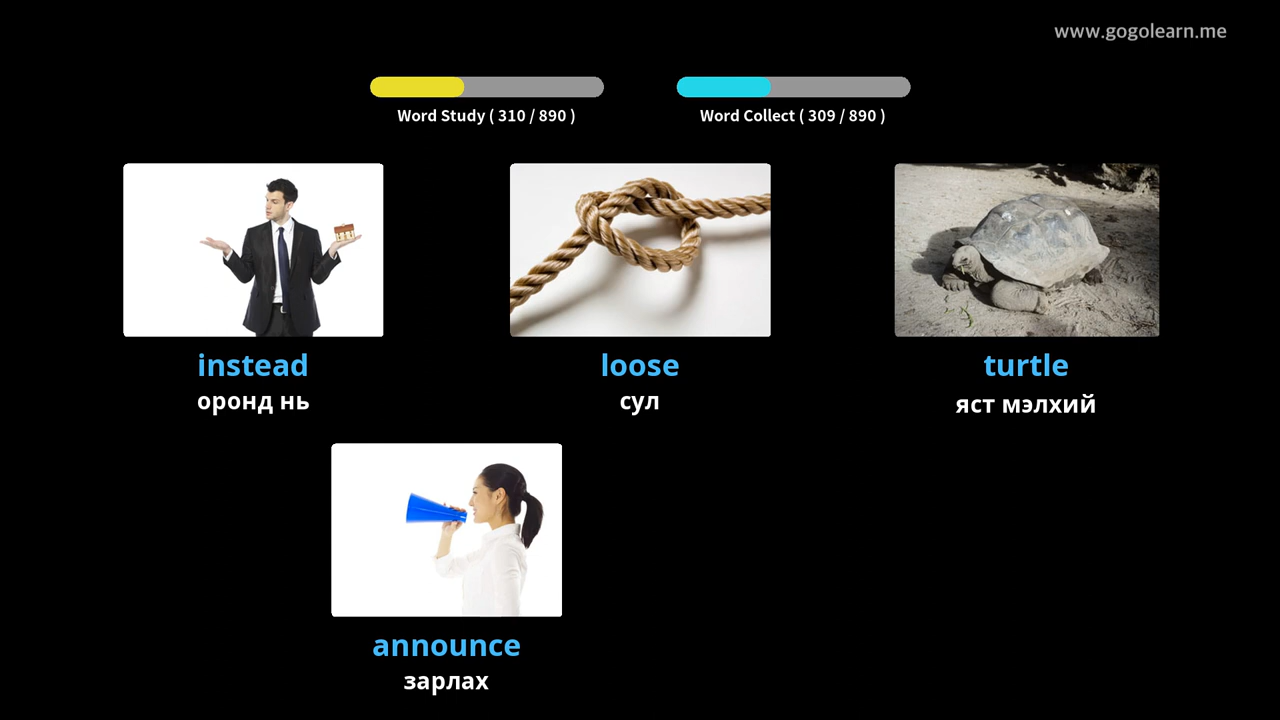 www.gogolearn.me
Word Study ( 310 / 890 )
Word Collect ( 309 / 890 )
instead
оронд нь
loose
сул
turtle
яст мэлхий
announce
зарлах